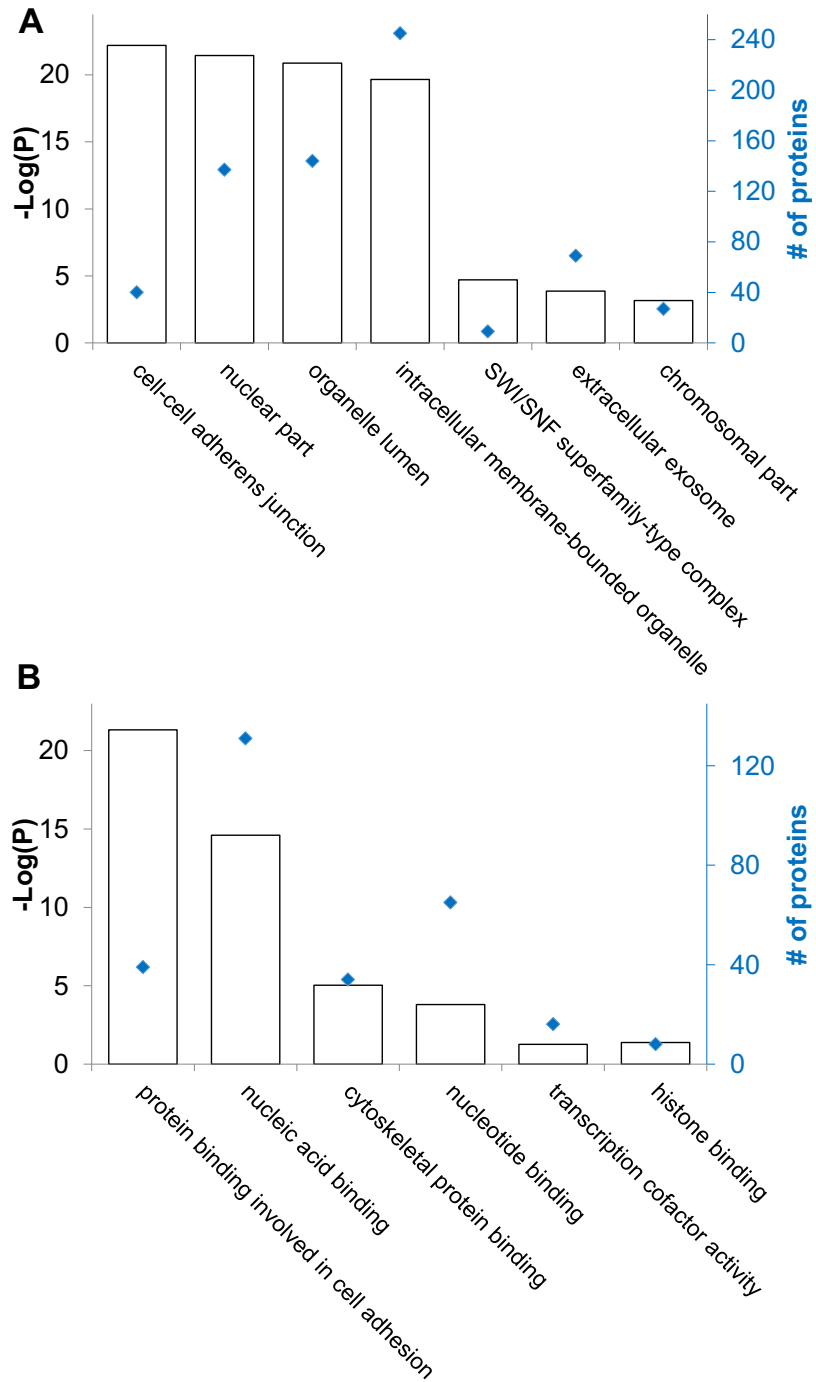 A
-Log(P)
20
15
10
5
0
240
200
160
120
80
40
0
# of proteins
cell-cell adherens junction
nuclear part
organelle lumen
intracellular membrane-bounded organelle
SWI/SNF superfamily-type complex
extracellular exosome
chromosomal part
B
-Log(P)
20
15
10
5
0
120
80
40
0
# of proteins
protein binding involved in cell adhesion
nucleic acid binding
cytoskeletal protein binding
nucleotide binding
transcription cofactor activity
histone binding